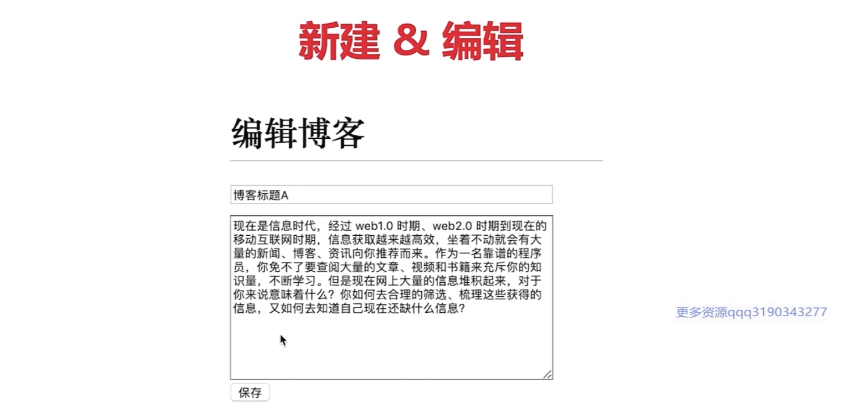 新建 & 编辑
编辑博客
博客标题A
现在是信息时代，经过 web1.0 时期、web2.0 时期到现在的
移动互联网时期，信息获取越来越高效，坐着不动就会有大
量的新闻、博客、资讯向你推荐而来。作为一名靠谱的程序
员，你免不了要查阅大量的文章、视频和书籍来充斥你的知
识量，不断学习。但是现在网上大量的信息堆积起来，对于
你来说意味着什么？你如何去合理的筛选、梳理这些获得的
信息，又如何去知道自己现在还缺什么信息？
更多资源qqq3190343277
保存